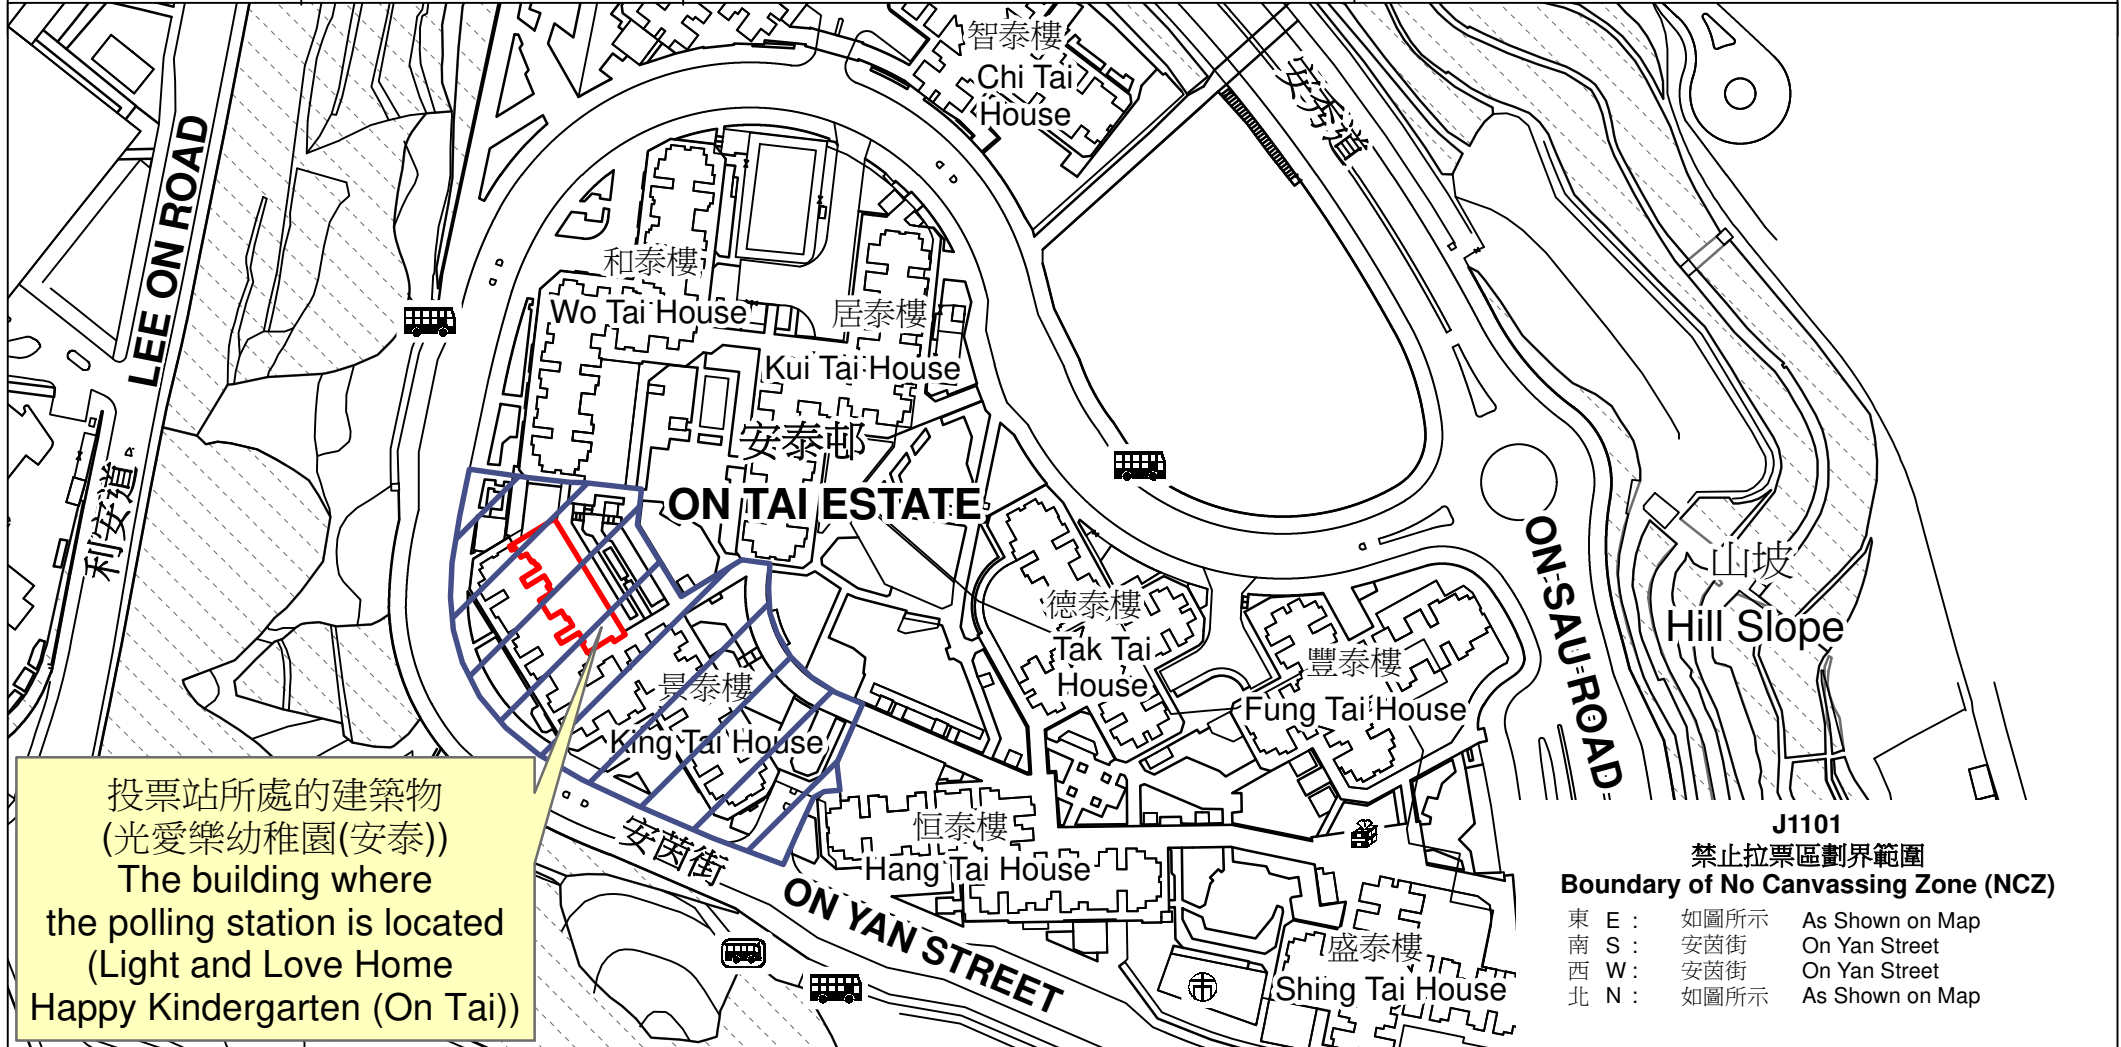 智泰樓
Chi Tai
House
安秀道
LEE ON ROAD
和泰樓
Wo Tai House
居泰樓
Kui Tai House
安泰邨
ON TAI ESTATE
利安道
ON SAU ROAD
山坡
Hill Slope
德泰樓
Tak Tai
House
豐泰樓
Fung Tai House
景泰樓
King Tai House
投票站所處的建築物
(光愛樂幼稚園(安泰))
The building where
the polling station is located
(Light and Love Home
Happy Kindergarten (On Tai))
安茵街
ON YAN STREET
恒泰樓
Hang Tai House
盛泰樓
Shing Tai House
J1101
禁止拉票區劃界範圍
Boundary of No Canvassing Zone (NCZ)
東 E : 如圖所示 As Shown on Map
南 S : 安茵街 On Yan Street
西 W : 安茵街 On Yan Street
北 N : 如圖所示 As Shown on Map